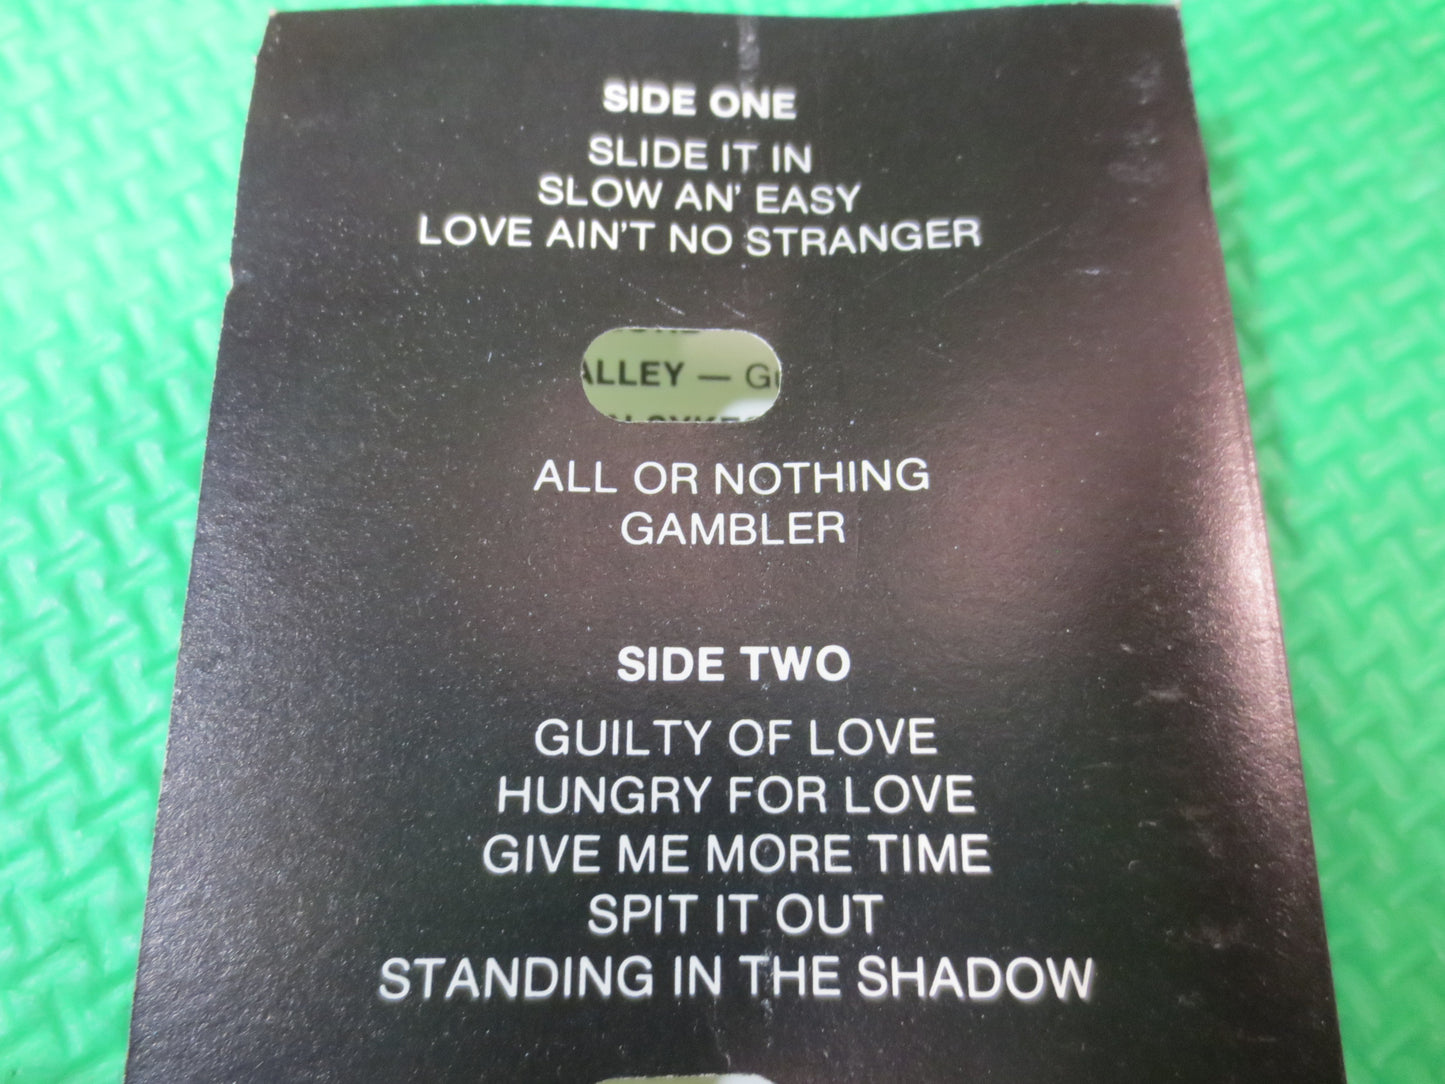 SIDE ONE
SLIDE IT IN
SLOW AN' EASY
LOVE AIN'T NO STRANGER
ALLEY — Gu
ALL OR NOTHING
GAMBLER
SIDE TWO
GUILTY OF LOVE
HUNGRY FOR LOVE
GIVE ME MORE TIME
SPIT IT OUT
STANDING IN THE SHADOW